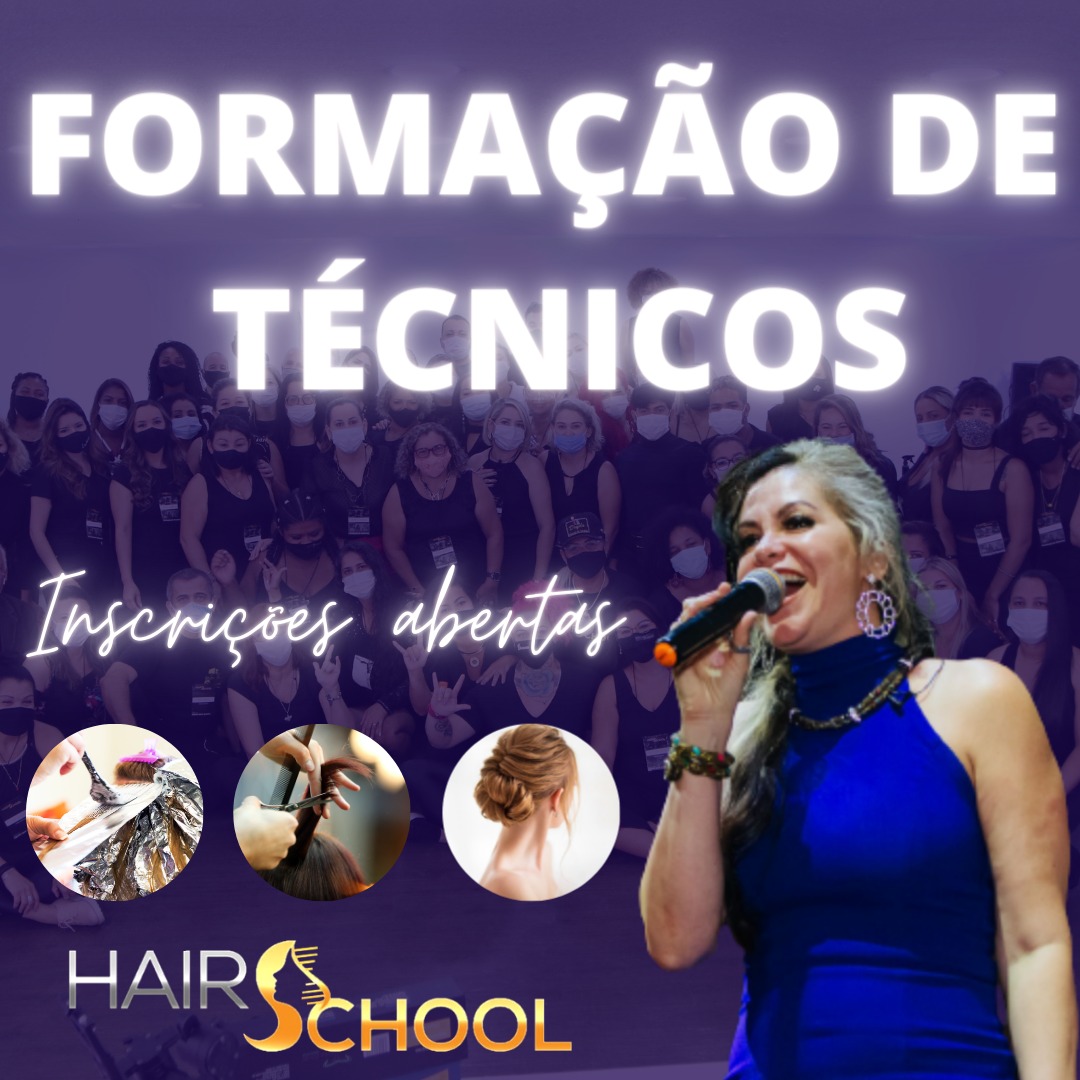 FORMAÇÃO DE
TÉCNICOS
Inscrições abertas
HAIR
SCHOOL